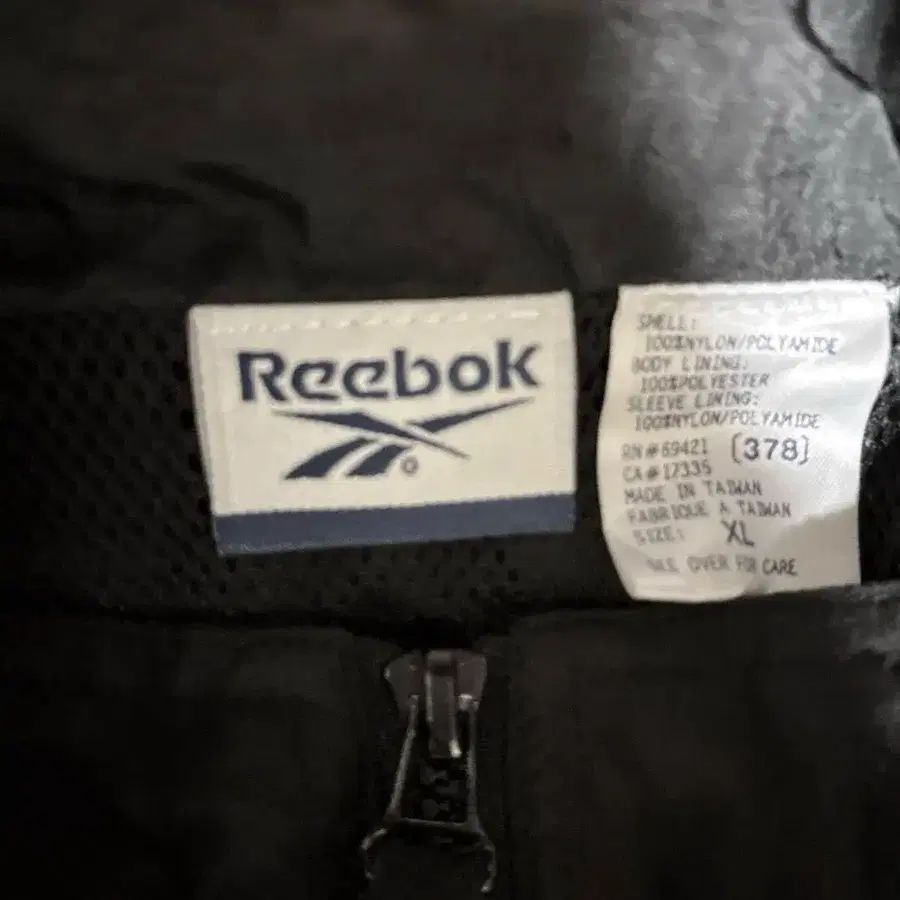 Reebok
®
SHELL:
100%NYLON/POLYAMIDE
BODY LINING:
100%POLYESTER
SLEEVE LINING:
100%NYLON/POLYAMIDE
RN#69421 [378]
CA#17335
MADE IN TAIWAN
FABRIQUE A TAIWAN
SIZE: XL
SEE OVER FOR CARE